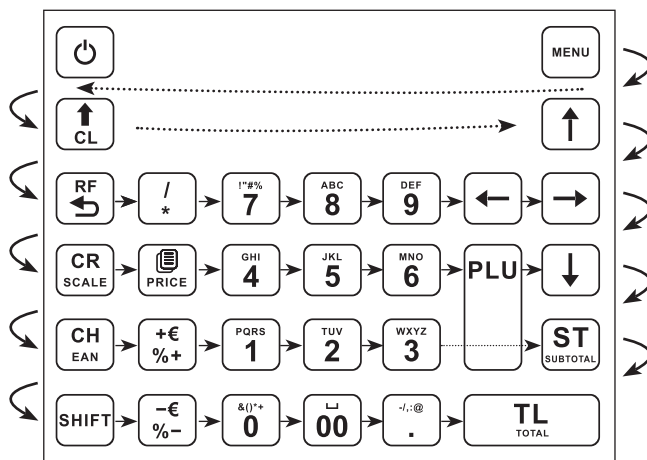 MENU
CL
RF
/
*
!"#%
7
ABC
8
DEF
9
CR
SCALE
PRICE
GHI
4
JKL
5
MNO
6
PLU
CH
EAN
+€
%+
PQRS
1
TUV
2
WXYZ
3
ST
SUBTOTAL
SHIFT
−€
%−
&()*+
0
00
-/,:@
.
TL
TOTAL